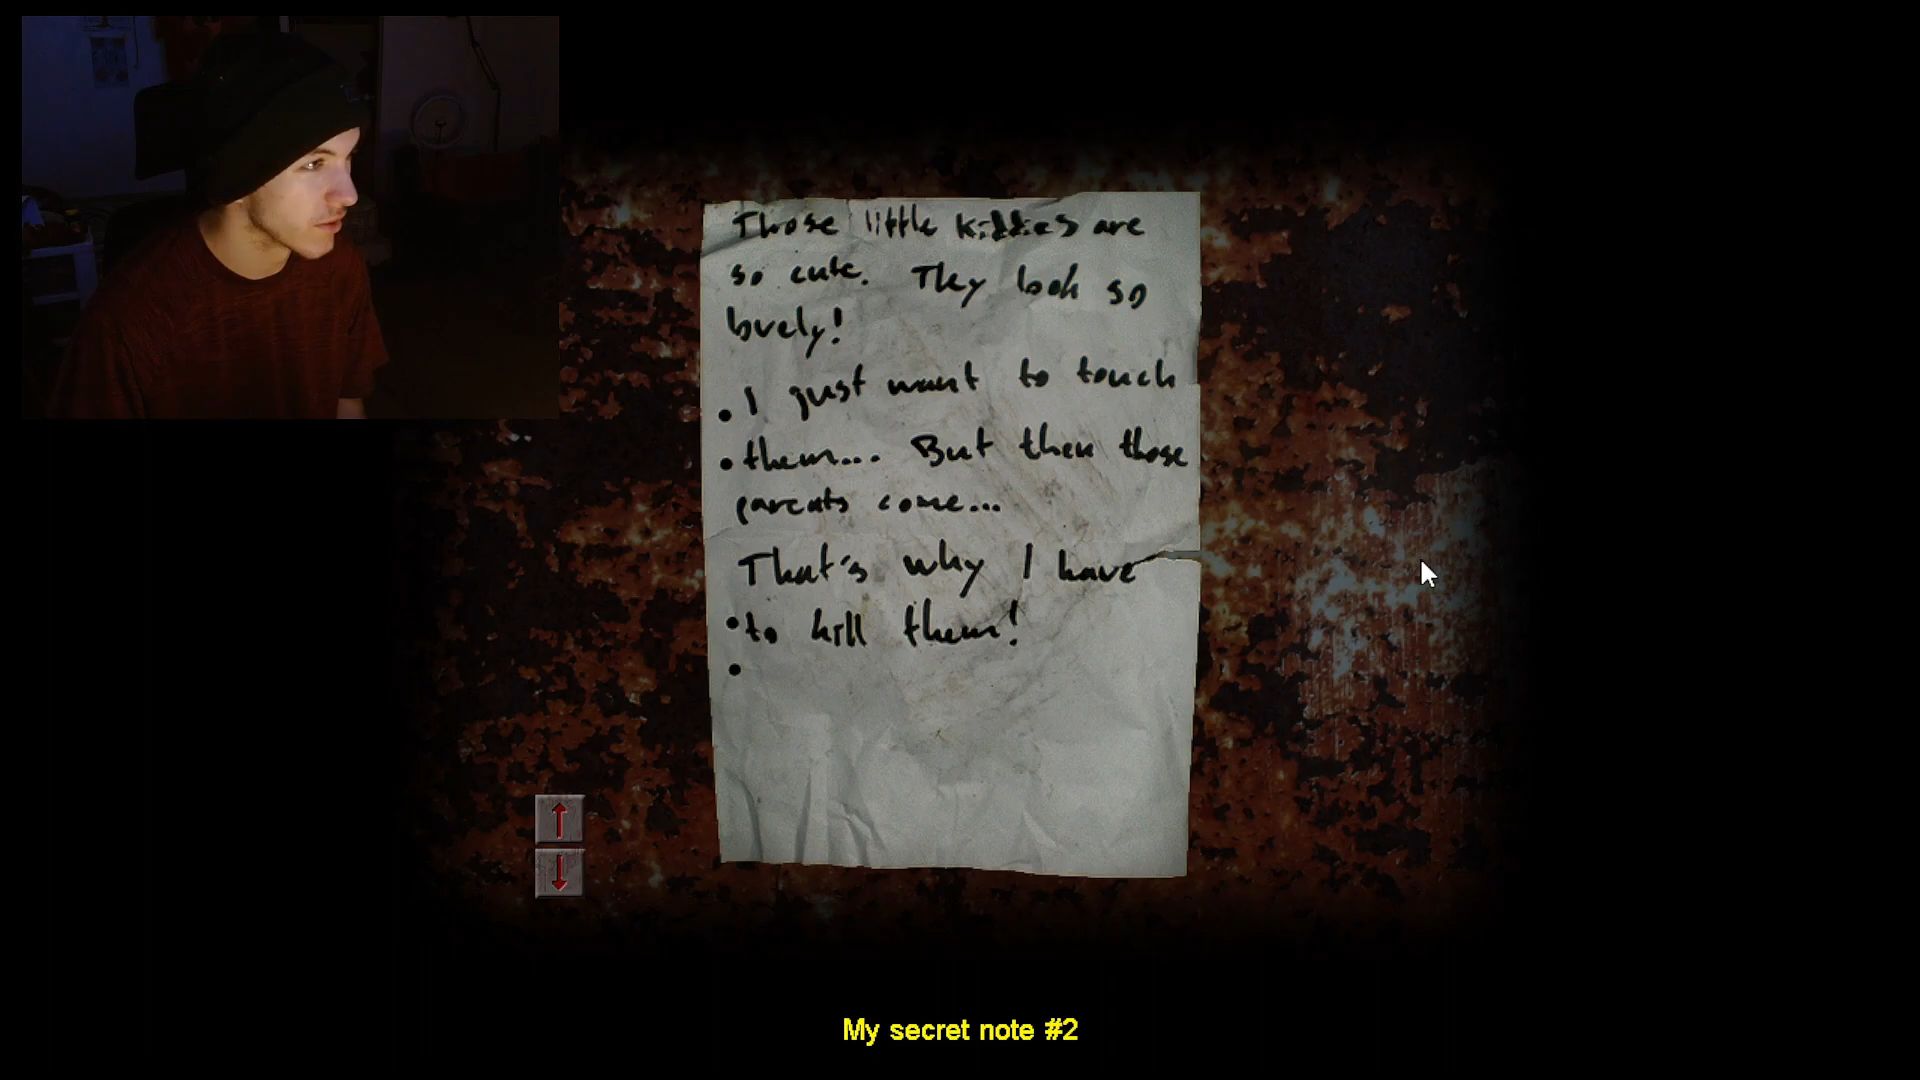 Those little kiddies are
so cute. They look so
lovely!
• I just want to touch
• them... But then those
parents come...
That's why I have
• to kill them!
•
My secret note #2